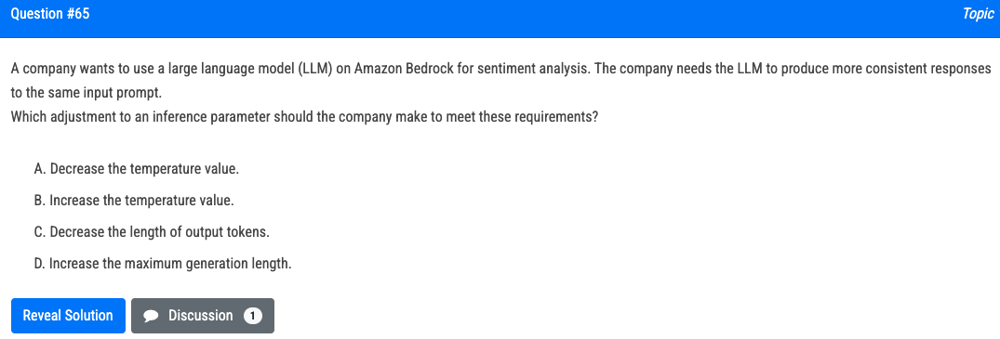 Question #65
Topic
A company wants to use a large language model (LLM) on Amazon Bedrock for sentiment analysis. The company needs the LLM to produce more consistent responses
to the same input prompt.
Which adjustment to an inference parameter should the company make to meet these requirements?
A. Decrease the temperature value.
B. Increase the temperature value.
C. Decrease the length of output tokens.
D. Increase the maximum generation length.
Reveal Solution
Discussion 1